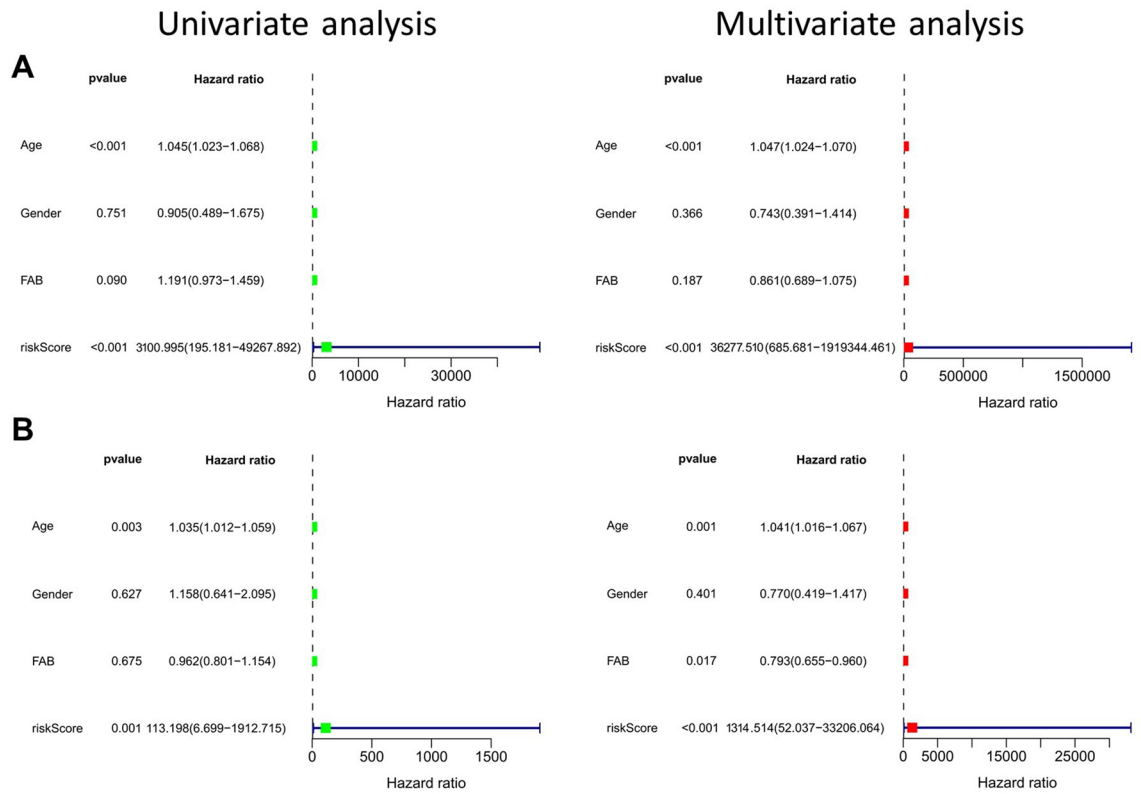 Univariate analysis
Multivariate analysis
A
pvalue Hazard ratio
Age <0.001 1.045(1.023−1.068)
Gender 0.751 0.905(0.489−1.675)
FAB 0.090 1.191(0.973−1.459)
riskScore <0.001 3100.995(195.181−49267.892)
0 10000 30000
Hazard ratio
pvalue Hazard ratio
Age <0.001 1.047(1.024−1.070)
Gender 0.366 0.743(0.391−1.414)
FAB 0.187 0.861(0.689−1.075)
riskScore <0.001 36277.510(685.681−1919344.461)
0 500000 1500000
Hazard ratio
B
pvalue Hazard ratio
Age 0.003 1.035(1.012−1.059)
Gender 0.627 1.158(0.641−2.095)
FAB 0.675 0.962(0.801−1.154)
riskScore 0.001 113.198(6.699−1912.715)
0 500 1000 1500
Hazard ratio
pvalue Hazard ratio
Age 0.001 1.041(1.016−1.067)
Gender 0.401 0.770(0.419−1.417)
FAB 0.017 0.793(0.655−0.960)
riskScore <0.001 1314.514(52.037−33206.064)
0 5000 15000 25000
Hazard ratio